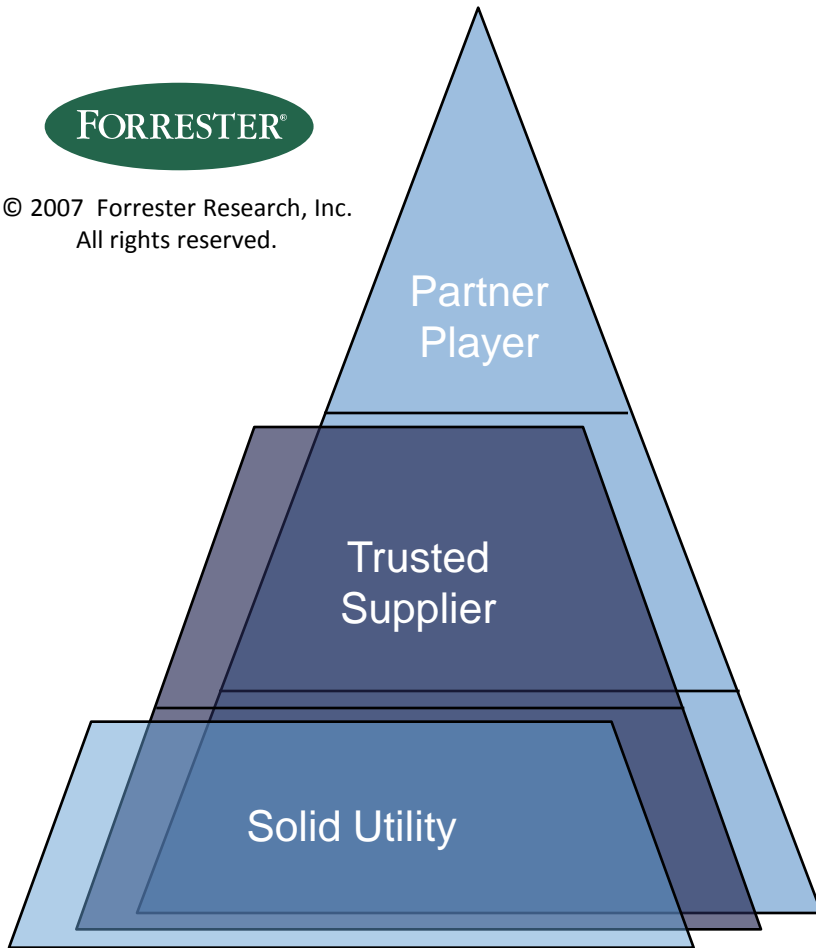 FORRESTER®
© 2007 Forrester Research, Inc.
All rights reserved.
Partner
Player
Trusted
Supplier
Solid Utility